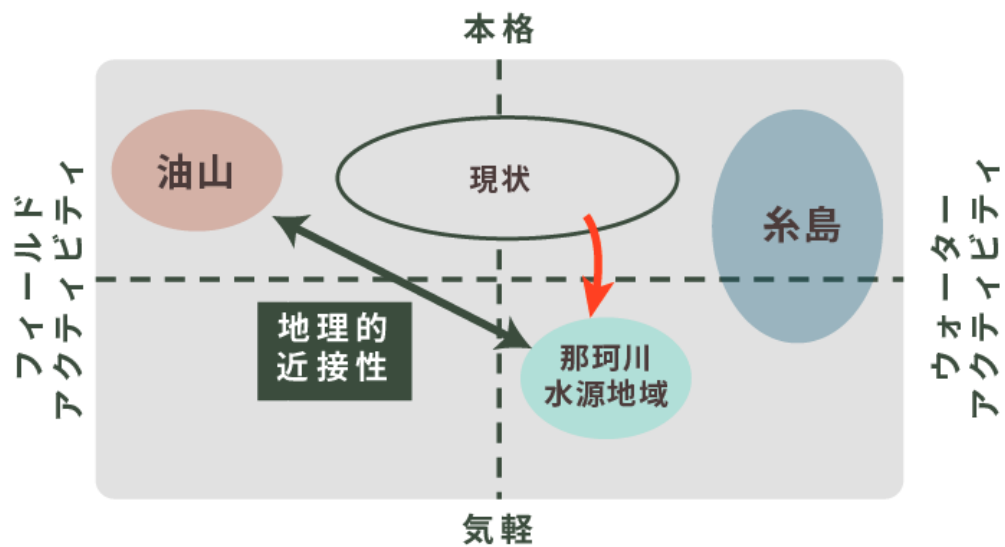 本格
油山
現状
糸島
フィールド
アクティビティ
ウォーター
アクティビティ
地理的
近接性
那珂川
水源地域
気軽